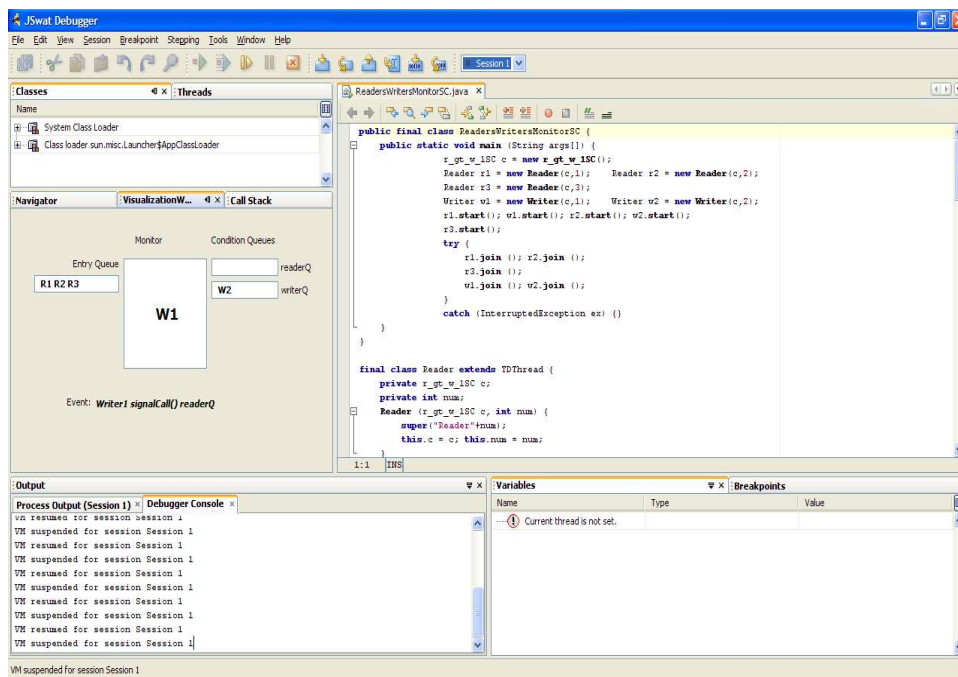 JSwat Debugger
File Edit View Session Breakpoint Stepping Tools Window Help
Session 1
Classes
Threads
Name
System Class Loader
Class loader sun.misc.Launcher$AppClassLoader
Navigator
VisualizationW...
Call Stack
Monitor
Condition Queues
Entry Queue
readerQ
R1 R2 R3
W2
writerQ
W1
Event: Writer1 signalCall() readerQ
ReadersWritersMonitorSC.java
public final class ReadersWritersMonitorSC {
public static void main (String args[]) {
r_gt_w_1SC c = new r_gt_w_1SC();
Reader r1 = new Reader(c,1); Reader r2 = new Reader(c,2);
Reader r3 = new Reader(c,3);
Writer w1 = new Writer(c,1); Writer w2 = new Writer(c,2);
r1.start(); w1.start(); r2.start(); w2.start();
r3.start();
try {
r1.join (); r2.join ();
r3.join ();
w1.join (); w2.join ();
}
catch (InterruptedException ex) {}
}
}
final class Reader extends TDThread {
private r_gt_w_1SC c;
private int num;
Reader (r_gt_w_1SC c, int num) {
super("Reader"+num);
this.c = c; this.num = num;
}
1:1 INS
Output
Process Output (Session 1)
Debugger Console
VM resumed for session Session 1
VM suspended for session Session 1
VM resumed for session Session 1
VM suspended for session Session 1
VM resumed for session Session 1
VM suspended for session Session 1
VM resumed for session Session 1
VM suspended for session Session 1
VM resumed for session Session 1
VM suspended for session Session 1
Variables
Breakpoints
Name Type Value
Current thread is not set.
VM suspended for session Session 1